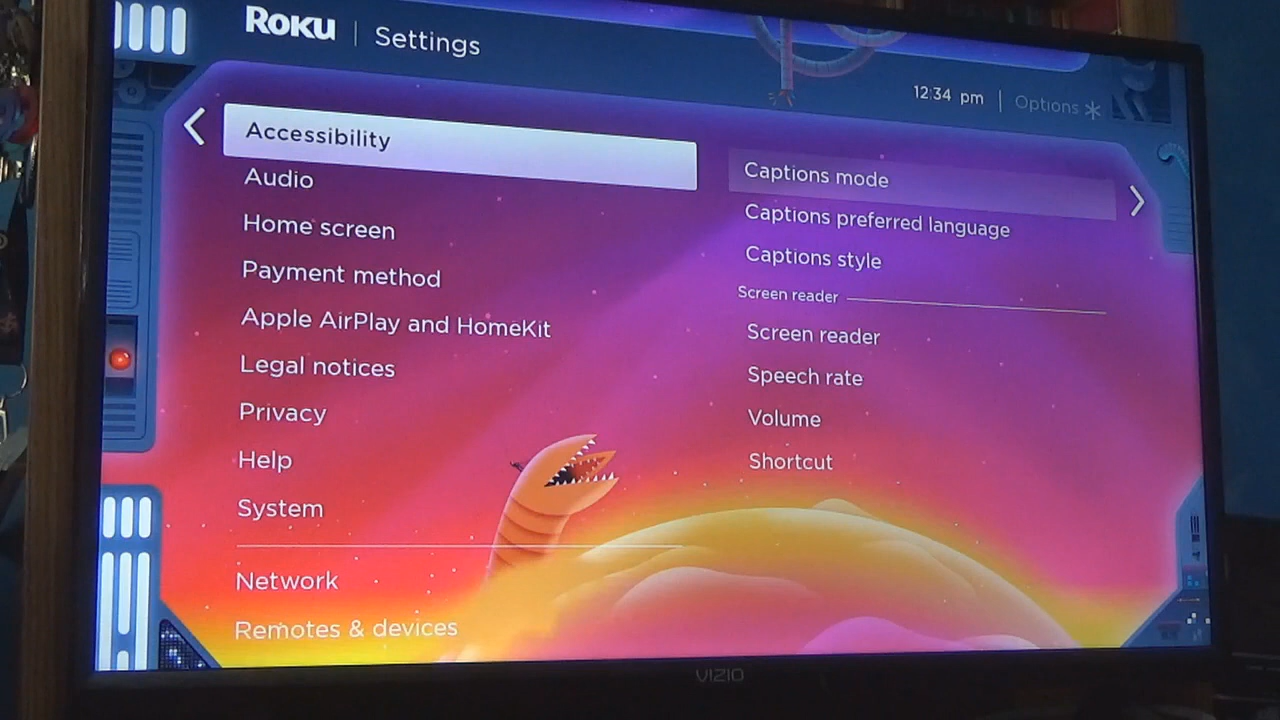 Roku | Settings
12:34 pm | Options
Accessibility
Audio
Home screen
Payment method
Apple AirPlay and HomeKit
Legal notices
Privacy
Help
System
Network
Remotes & devices
Captions mode
Captions preferred language
Captions style
Screen reader
Screen reader
Speech rate
Volume
Shortcut
VIZIO